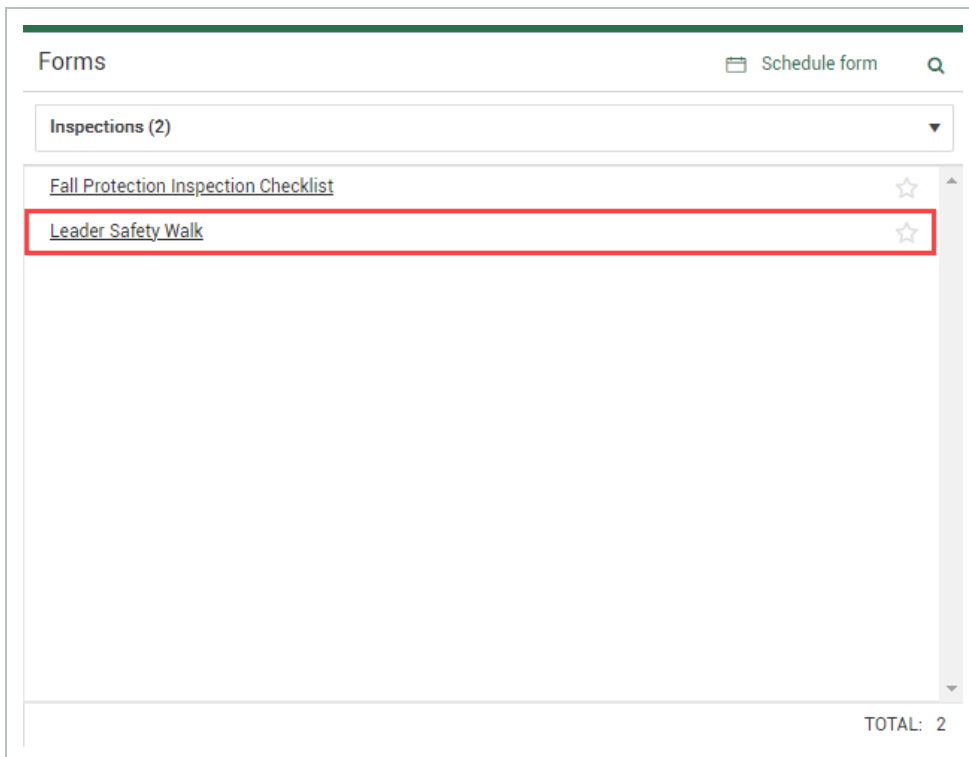 Forms
Schedule form
Inspections (2)
Fall Protection Inspection Checklist
Leader Safety Walk
TOTAL: 2